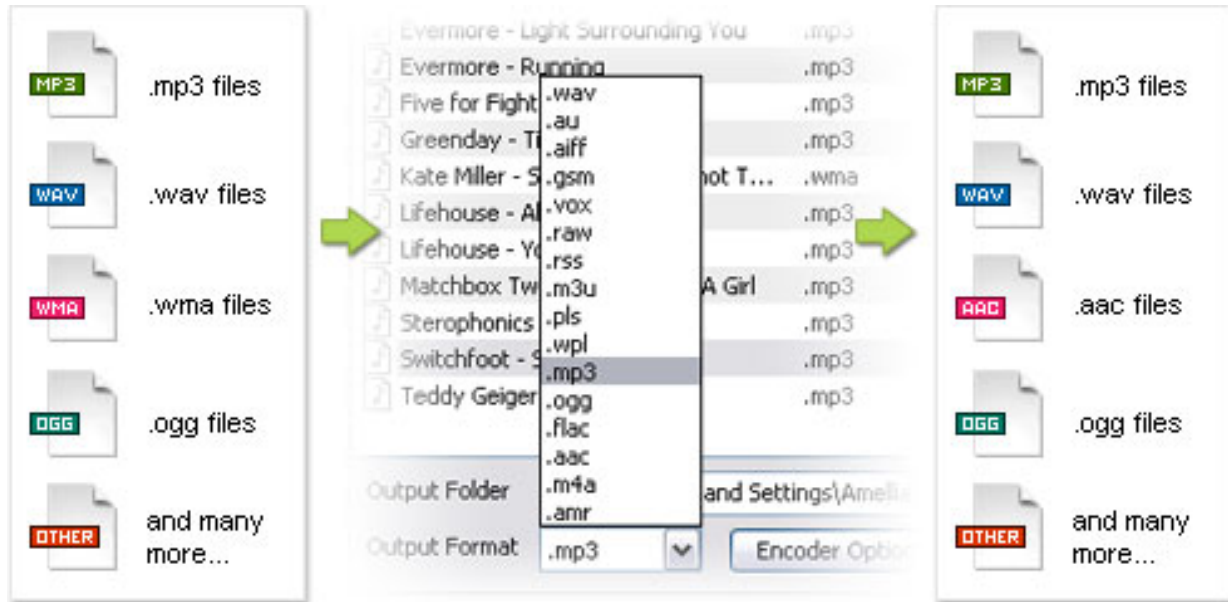 MP3 .mp3 files
WAV .wav files
WMA .wma files
OGG .ogg files
OTHER and many
more...
Evermore - Light Surrounding You .mp3
Evermore - Running .mp3
Five for Fight .mp3
Greenday - Ti .mp3
Kate Miller - S not T... .wma
Lifehouse - Al .mp3
Lifehouse - Yo .mp3
Matchbox Tw A Girl .mp3
Sterophonics .mp3
Switchfoot - S .mp3
Teddy Geiger .mp3
.wav
.au
.aiff
.gsm
.vox
.raw
.rss
.m3u
.pls
.wpl
.mp3
.ogg
.flac
.aac
.m4a
.amr
Output Folder and Settings\Amelia
Output Format .mp3 Encoder Option
MP3 .mp3 files
WAV .wav files
AAC .aac files
OGG .ogg files
OTHER and many
more...